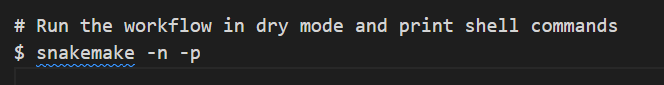 # Run the workflow in dry mode and print shell commands
$ snakemake -n -p